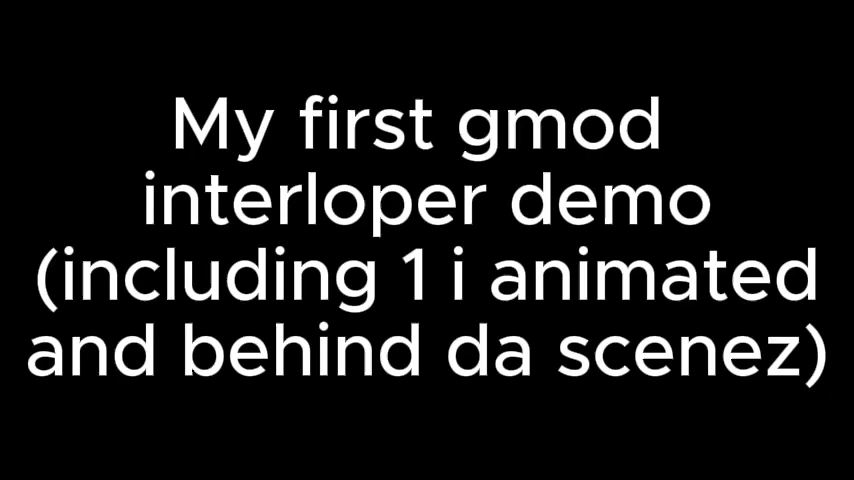 My first gmod
interloper demo
(including 1 i animated
and behind da scenez)